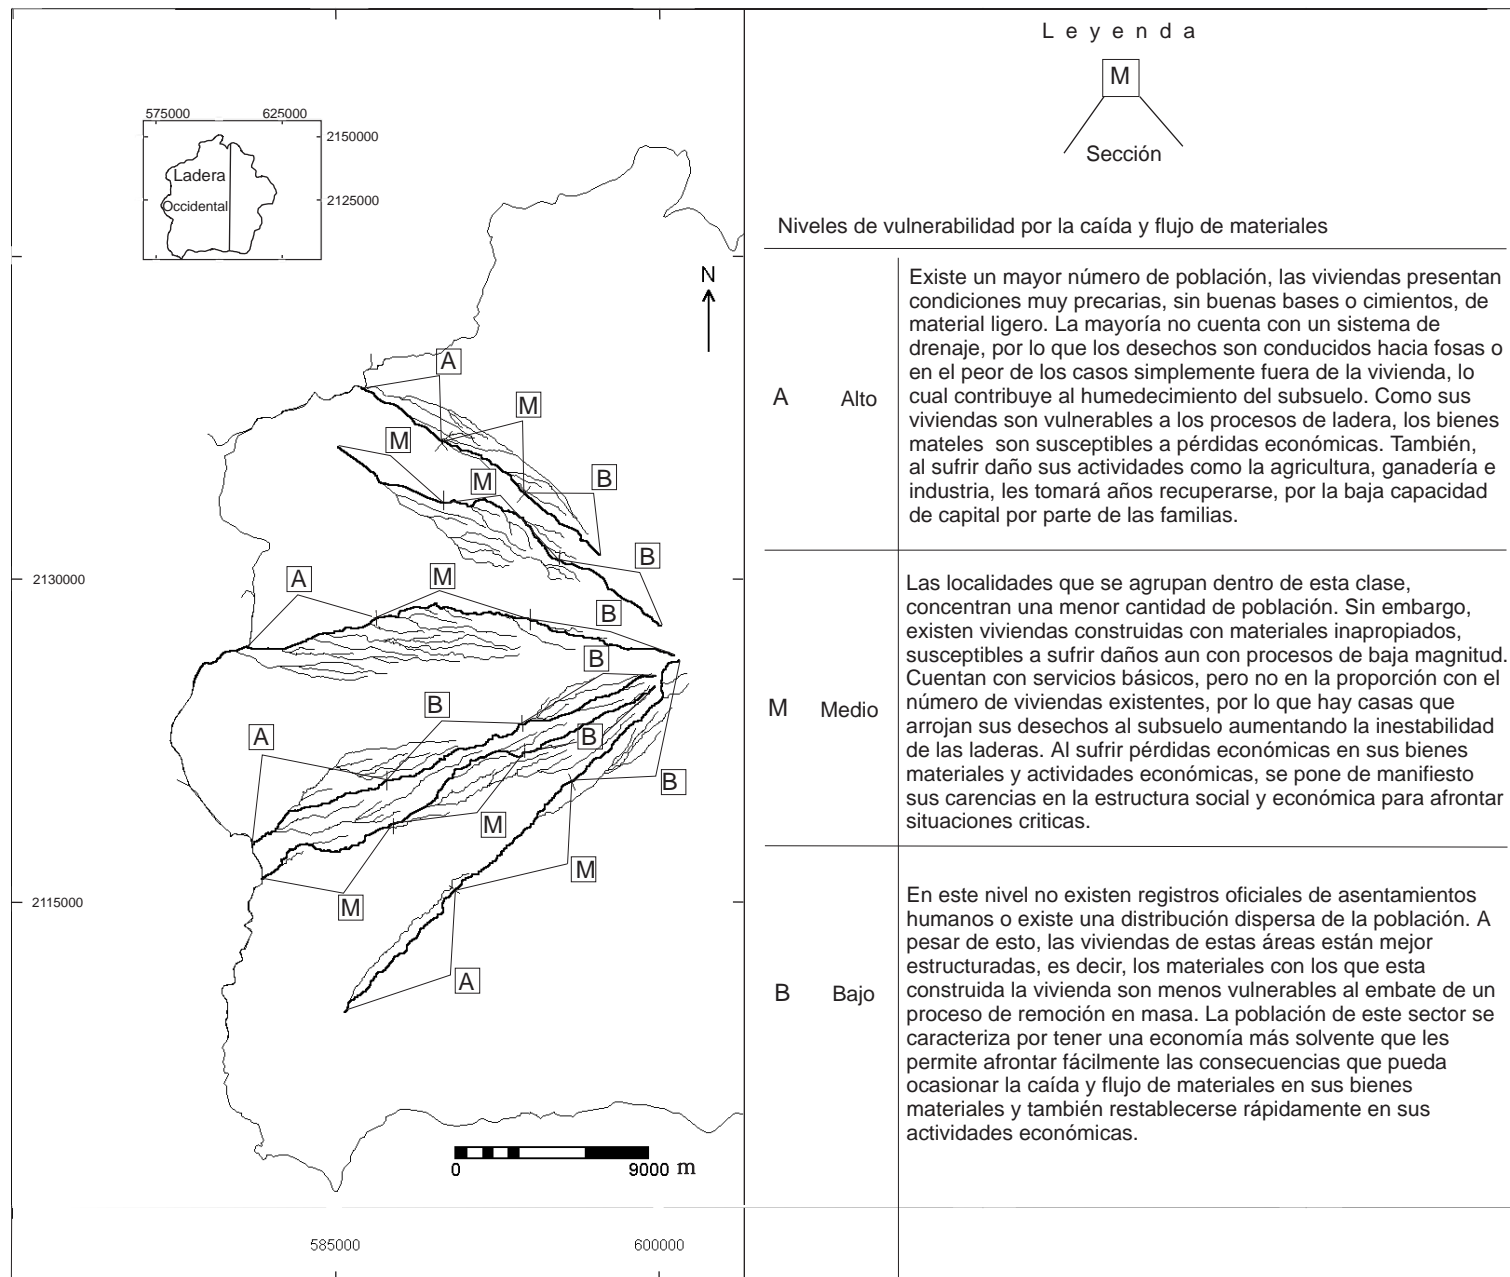 575000
625000
2150000
2125000
Ladera
Occidental
N
A
M
M
B
M
B
A
M
B
B
B
A
B
B
M
M
M
A
2130000
2115000
0
9000 m
585000
600000
L e y e n d a
M
Sección
Niveles de vulnerabilidad por la caída y flujo de materiales
A Alto
Existe un mayor número de población, las viviendas presentan
condiciones muy precarias, sin buenas bases o cimientos, de
material ligero. La mayoría no cuenta con un sistema de
drenaje, por lo que los desechos son conducidos hacia fosas o
en el peor de los casos simplemente fuera de la vivienda, lo
cual contribuye al humedecimiento del subsuelo. Como sus
viviendas son vulnerables a los procesos de ladera, los bienes
mateles son susceptibles a pérdidas económicas. También,
al sufrir daño sus actividades como la agricultura, ganadería e
industria, les tomará años recuperarse, por la baja capacidad
de capital por parte de las familias.
M Medio
Las localidades que se agrupan dentro de esta clase,
concentran una menor cantidad de población. Sin embargo,
existen viviendas construidas con materiales inapropiados,
susceptibles a sufrir daños aun con procesos de baja magnitud.
Cuentan con servicios básicos, pero no en la proporción con el
número de viviendas existentes, por lo que hay casas que
arrojan sus desechos al subsuelo aumentando la inestabilidad
de las laderas. Al sufrir pérdidas económicas en sus bienes
materiales y actividades económicas, se pone de manifiesto
sus carencias en la estructura social y económica para afrontar
situaciones criticas.
B Bajo
En este nivel no existen registros oficiales de asentamientos
humanos o existe una distribución dispersa de la población. A
pesar de esto, las viviendas de estas áreas están mejor
estructuradas, es decir, los materiales con los que esta
construida la vivienda son menos vulnerables al embate de un
proceso de remoción en masa. La población de este sector se
caracteriza por tener una economía más solvente que les
permite afrontar fácilmente las consecuencias que pueda
ocasionar la caída y flujo de materiales en sus bienes
materiales y también restablecerse rápidamente en sus
actividades económicas.